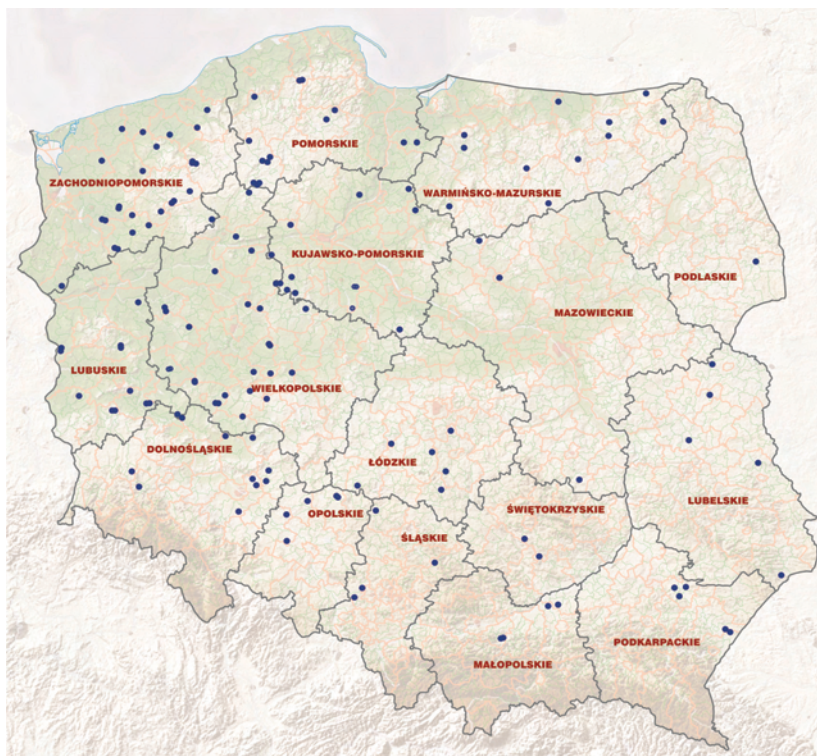 POMORSKIE
ZACHODNIOPOMORSKIE
WARMIŃSKO-MAZURSKIE
KUJAWSKO-POMORSKIE
PODLASKIE
MAZOWIECKIE
LUBUSKIE
WIELKOPOLSKIE
DOLNOŚLĄSKIE
ŁÓDZKIE
LUBELSKIE
OPOLSKIE
ŚWIĘTOKRZYSKIE
ŚLĄSKIE
PODKARPACKIE
MAŁOPOLSKIE